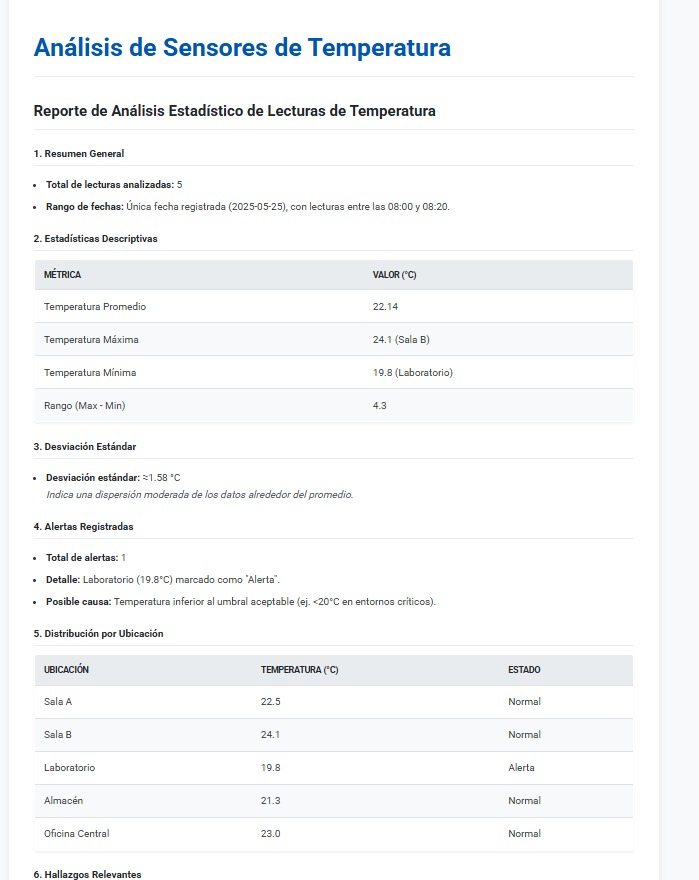 Análisis de Sensores de Temperatura
Reporte de Análisis Estadístico de Lecturas de Temperatura
1. Resumen General
Total de lecturas analizadas: 5
Rango de fechas: Única fecha registrada (2025-05-25), con lecturas entre las 08:00 y 08:20.
2. Estadísticas Descriptivas
MÉTRICA VALOR (°C)
Temperatura Promedio 22.14
Temperatura Máxima 24.1 (Sala B)
Temperatura Mínima 19.8 (Laboratorio)
Rango (Max - Min) 4.3
3. Desviación Estándar
Desviación estándar: ≈1.58 °C
Indica una dispersión moderada de los datos alrededor del promedio.
4. Alertas Registradas
Total de alertas: 1
Detalle: Laboratorio (19.8°C) marcado como "Alerta".
Posible causa: Temperatura inferior al umbral aceptable (ej. <20°C en entornos críticos).
5. Distribución por Ubicación
UBICACIÓN TEMPERATURA (°C) ESTADO
Sala A 22.5 Normal
Sala B 24.1 Normal
Laboratorio 19.8 Alerta
Almacén 21.3 Normal
Oficina Central 23.0 Normal
6. Hallazgos Relevantes